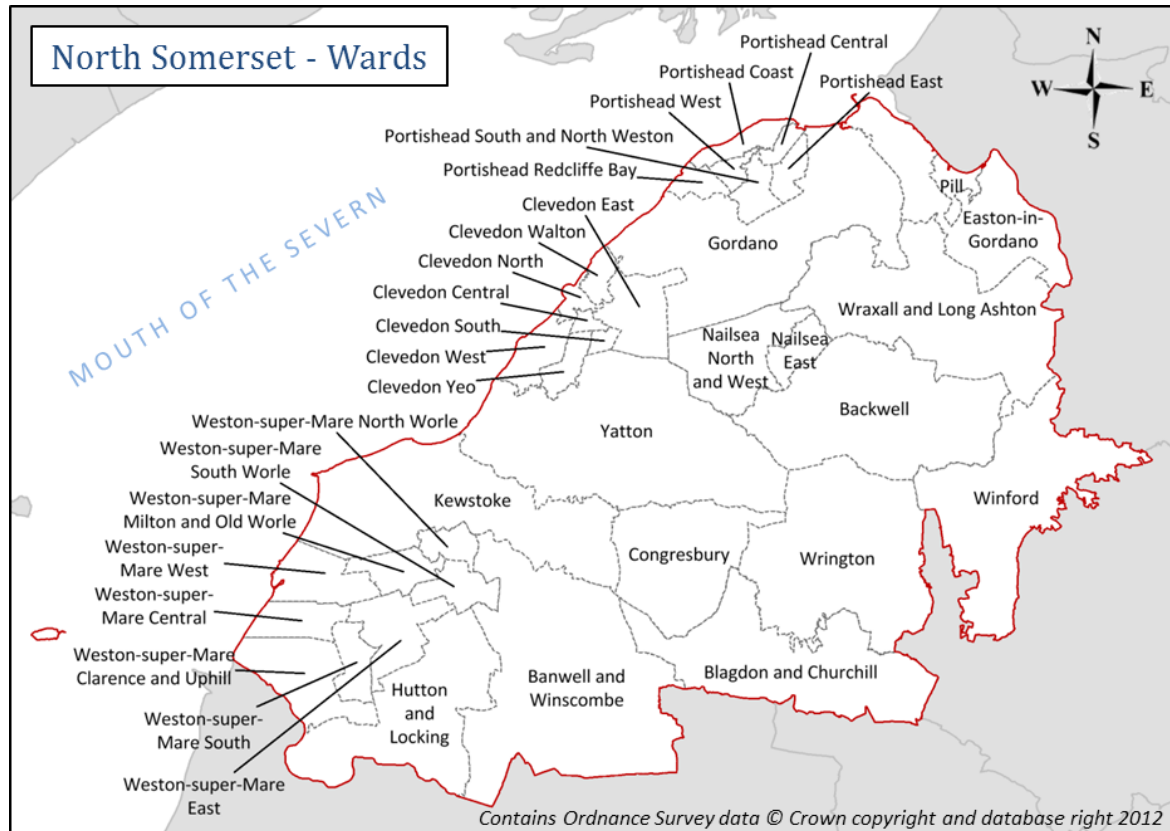 North Somerset - Wards
N
W
E
S
MOUTH OF THE SEVERN
Portishead Central
Portishead Coast
Portishead East
Portishead West
Portishead South and North Weston
Portishead Redcliffe Bay
Pill
Easton-in-
Gordano
Clevedon East
Clevedon Walton
Gordano
Clevedon North
Clevedon Central
Wraxall and Long Ashton
Clevedon South
Clevedon West
Clevedon Yeo
Nailsea
North
and West
Nailsea
East
Backwell
Weston-super-Mare North Worle
Yatton
Weston-super-Mare
South Worle
Kewstoke
Winford
Weston-super-Mare
Milton and Old Worle
Weston-super-
Mare West
Congresbury
Wrington
Weston-super-
Mare Central
Weston-super-Mare
Clarence and Uphill
Blagdon and Churchill
Banwell and
Winscombe
Hutton
and
Locking
Weston-super-
Mare South
Weston-super-Mare
East
Contains Ordnance Survey data © Crown copyright and database right 2012